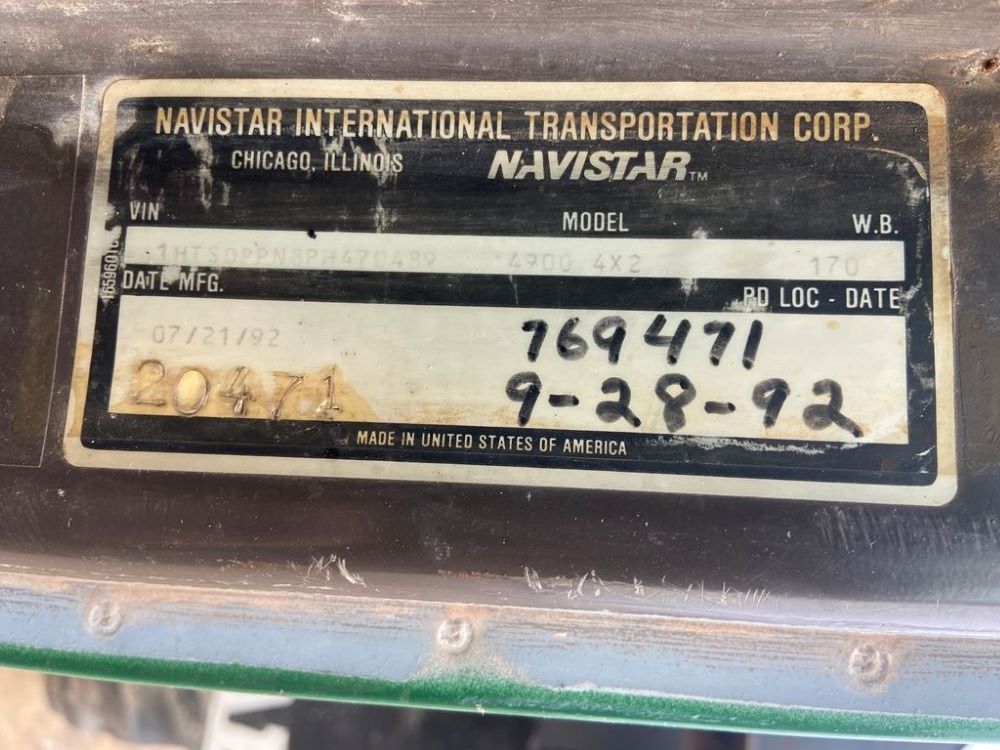 NAVISTAR INTERNATIONAL TRANSPORTATION CORP.
CHICAGO, ILLINOIS NAVISTAR™
VIN MODEL W.B.
4900 4X2 170
DATE MFG. PD LOC - DATE
07/21/92 769471
20471 9-28-92
MADE IN UNITED STATES OF AMERICA